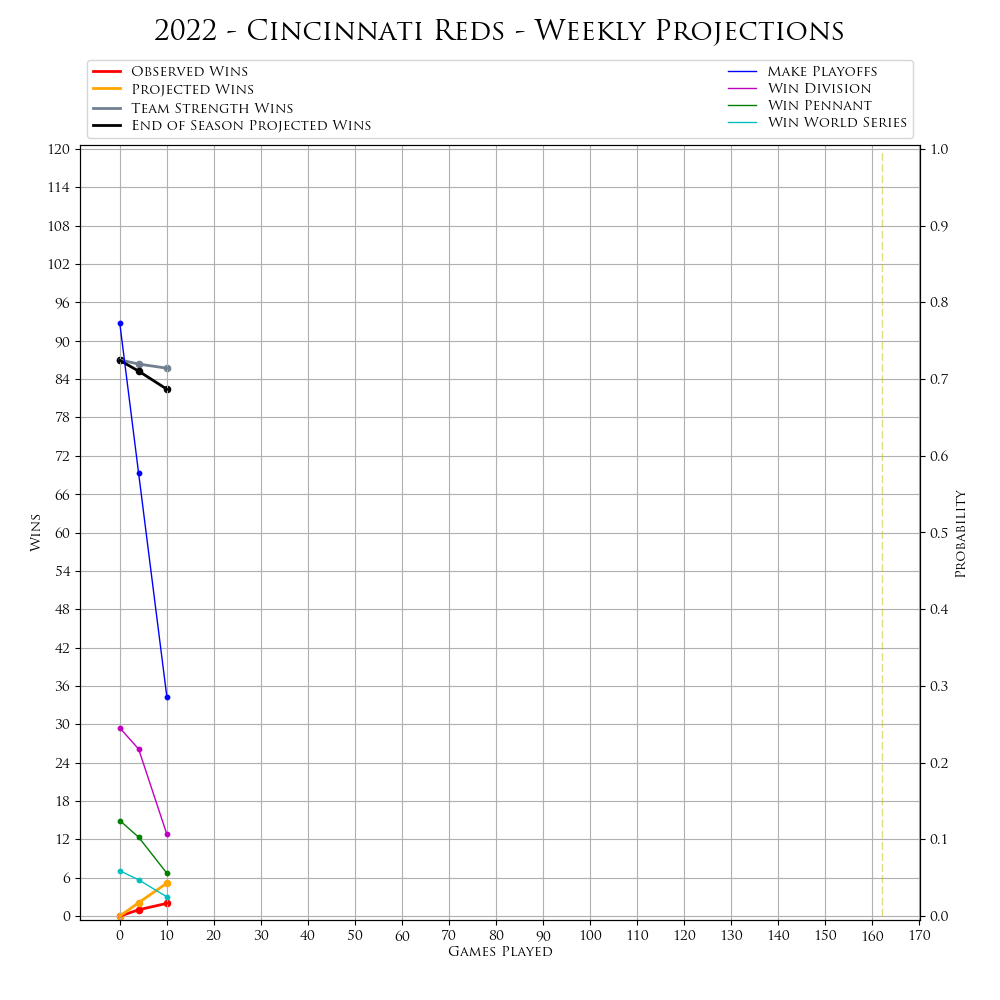 2022 - Cincinnati Reds - Weekly Projections
Observed Wins
Projected Wins
Team Strength Wins
End of Season Projected Wins
Make Playoffs
Win Division
Win Pennant
Win World Series
120
114
108
102
96
90
84
78
72
66
60
54
48
42
36
30
24
18
12
6
0
Wins
1.0
0.9
0.8
0.7
0.6
0.5
0.4
0.3
0.2
0.1
0.0
Probability
0 10 20 30 40 50 60 70 80 90 100 110 120 130 140 150 160 170
Games Played